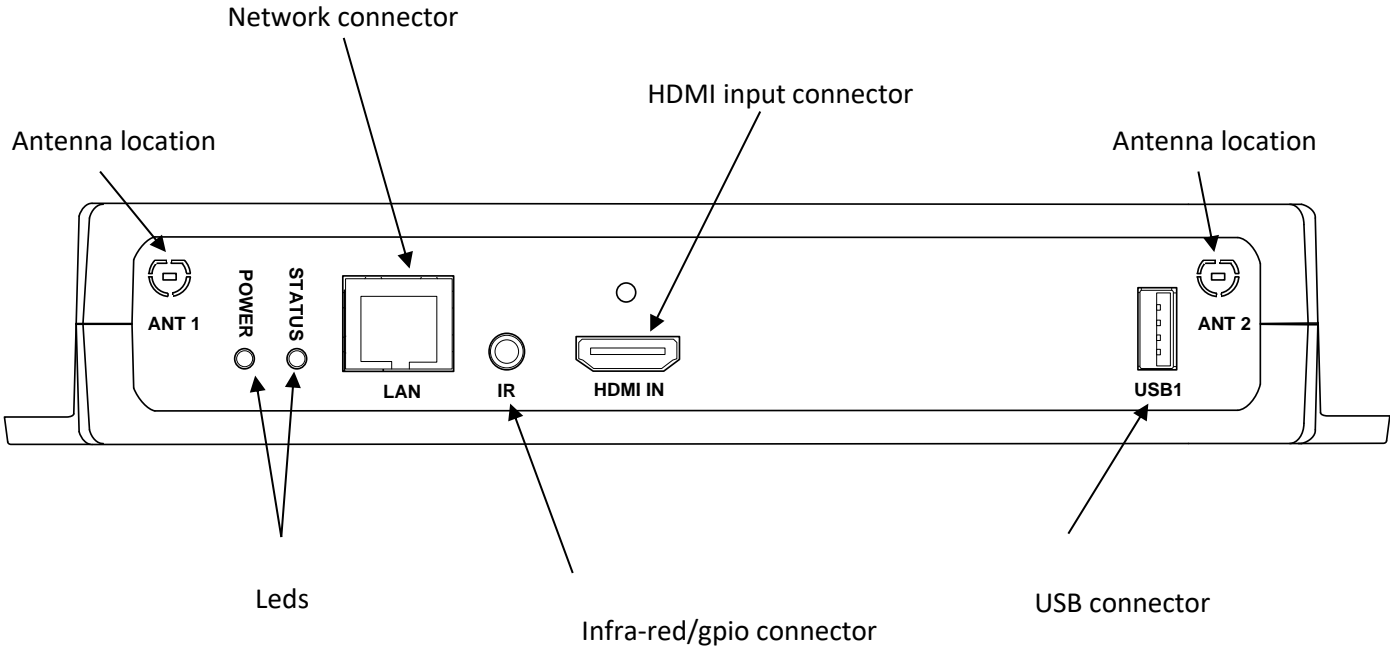 Network connector
HDMI input connector
Antenna location
Antenna location
POWER
STATUS
ANT 1
ANT 2
LAN
IR
HDMI IN
USB1
Leds
USB connector
Infra-red/gpio connector